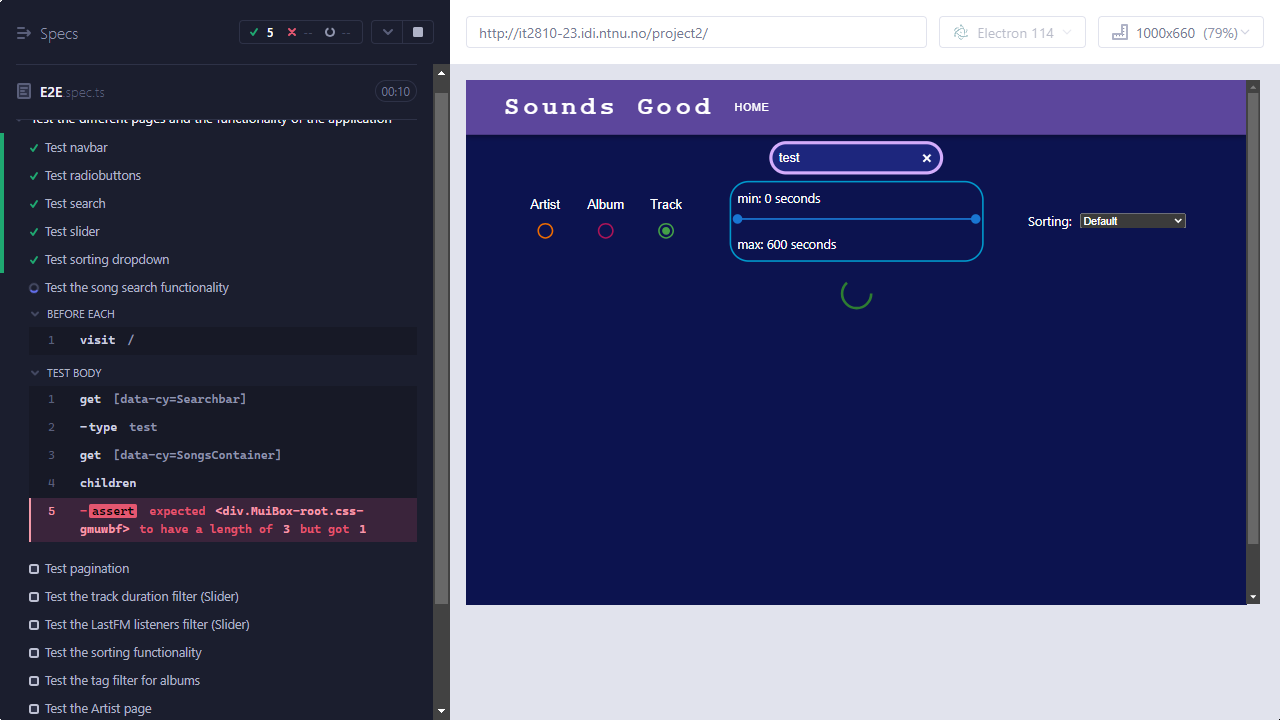 Specs
5
--
--
E2E.spec.ts
00:10
Test the different pages and the functionality of the application
Test navbar
Test radiobuttons
Test search
Test slider
Test sorting dropdown
Test the song search functionality
BEFORE EACH
1 visit /
TEST BODY
1 get [data-cy=Searchbar]
2 -type test
3 get [data-cy=SongsContainer]
4 children
5 -assert expected <div.MuiBox-root.css-
gmuwbf> to have a length of 3 but got 1
Test pagination
Test the track duration filter (Slider)
Test the LastFM listeners filter (Slider)
Test the sorting functionality
Test the tag filter for albums
Test the Artist page
http://it2810-23.idi.ntnu.no/project2/
Electron 114
1000x660 (79%)
Sounds Good
HOME
test
Artist
Album
Track
min: 0 seconds
max: 600 seconds
Sorting:
Default